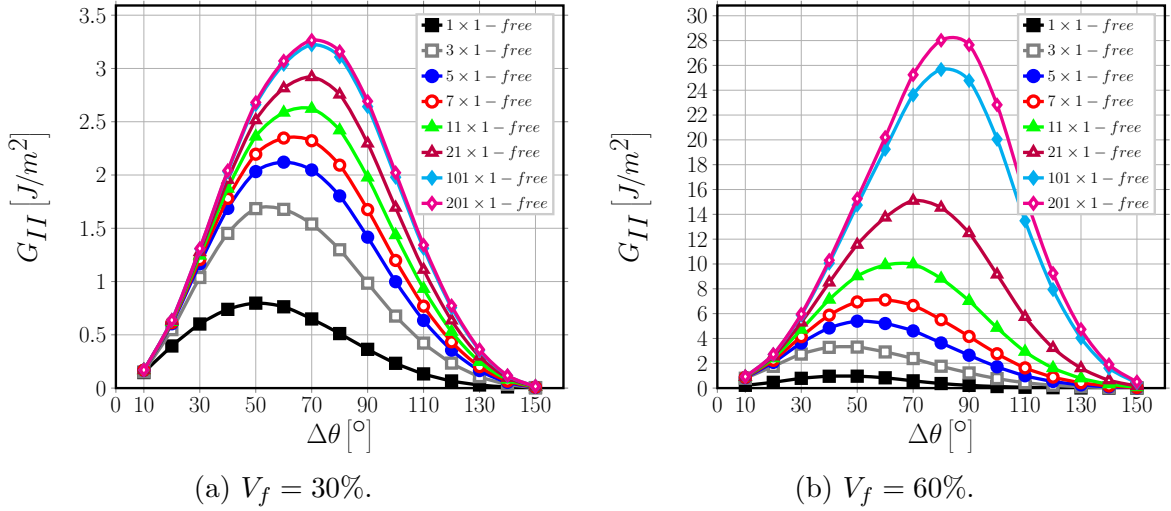 3.5
3
2.5
2
1.5
1
0.5
0
G_{II} [J/m^2]
1 × 1 − free
3 × 1 − free
5 × 1 − free
7 × 1 − free
11 × 1 − free
21 × 1 − free
101 × 1 − free
201 × 1 − free
0 10 30 50 70 90 110 130 150
Δθ [°]
(a) V_f = 30%.
30
28
26
24
22
20
18
16
14
12
10
8
6
4
2
0
G_{II} [J/m^2]
1 × 1 − free
3 × 1 − free
5 × 1 − free
7 × 1 − free
11 × 1 − free
21 × 1 − free
101 × 1 − free
201 × 1 − free
0 10 30 50 70 90 110 130 150
Δθ [°]
(b) V_f = 60%.